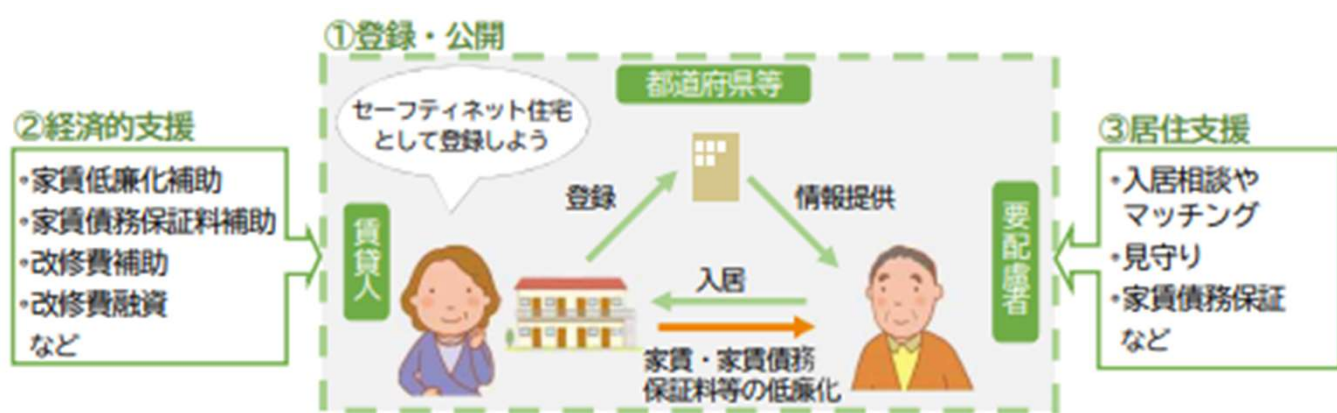 ①登録・公開
都道府県等
セーフティネット住宅
として登録しよう
②経済的支援
•家賃低廉化補助
•家賃債務保証料補助
•改修費補助
•改修費融資
など
賃貸人
登録
情報提供
入居
家賃・家賃債務
保証料等の低廉化
要配慮者
③居住支援
•入居相談や
マッチング
•見守り
•家賃債務保証
など